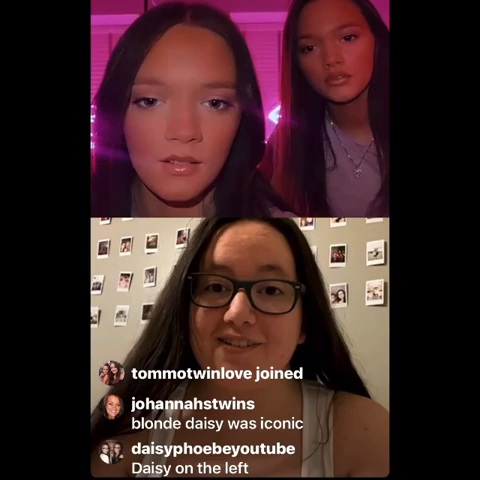 tommotwinlove joined
johannahstwins
blonde daisy was iconic
daisyphoebeyoutube
Daisy on the left